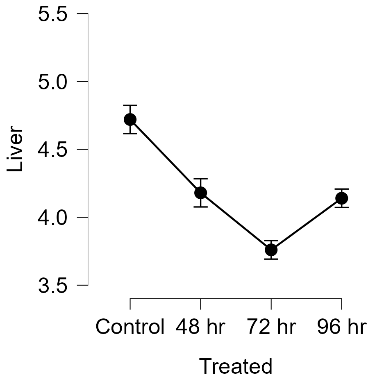 5.5
5.0
4.5
4.0
3.5
Liver
Control 48 hr 72 hr 96 hr
Treated